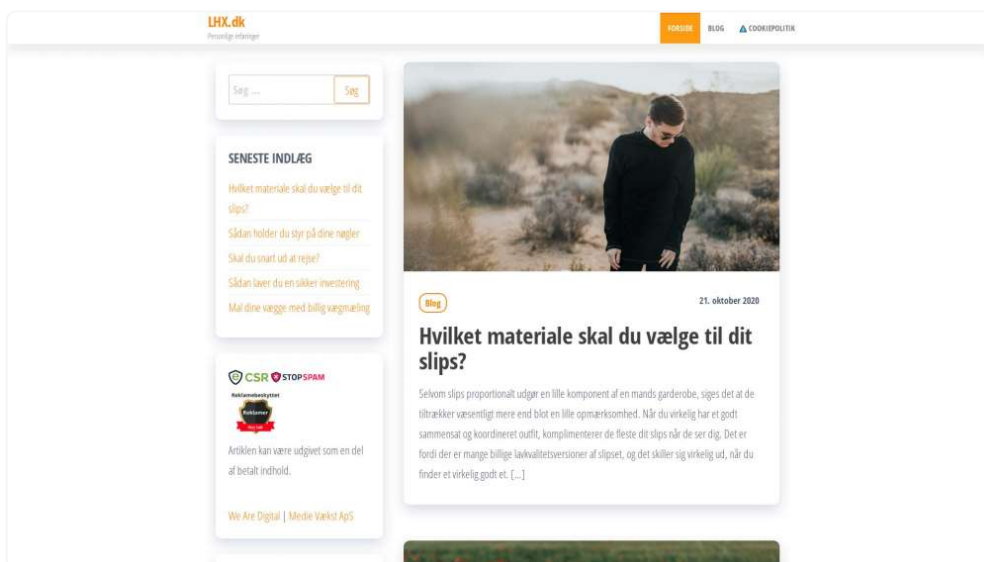 LHX.dk
Personlige erfaringer
FORSIDE
BLOG
COOKIEPOLITIK
Søg …
Søg
SENESTE INDLÆG
Hvilket materiale skal du vælge til dit
slips?
Sådan holder du styr på dine nøgler
Skal du snart ud at rejse?
Sådan laver du en sikker investering
Mal dine vægge med billig vægmaling
CSR STOPSPAM
Reklamebeskyttet
Reklamer
Nej tak!
Artiklen kan være udgivet som en del
af betalt indhold.
We Are Digital | Medie Vækst ApS
Blog
21. oktober 2020
Hvilket materiale skal du vælge til dit
slips?
Selvom slips proportionalt udgør en lille komponent af en mands garderobe, siges det at de
tiltrækker væsentligt mere end blot en lille opmærksomhed. Når du virkelig har et godt
sammensat og koordineret outfit, komplimenterer de fleste dit slips når de ser dig. Det er
fordi der er mange billige lavkvalitetsversioner af slipset, og det skiller sig virkelig ud, når du
finder et virkelig godt et. […]